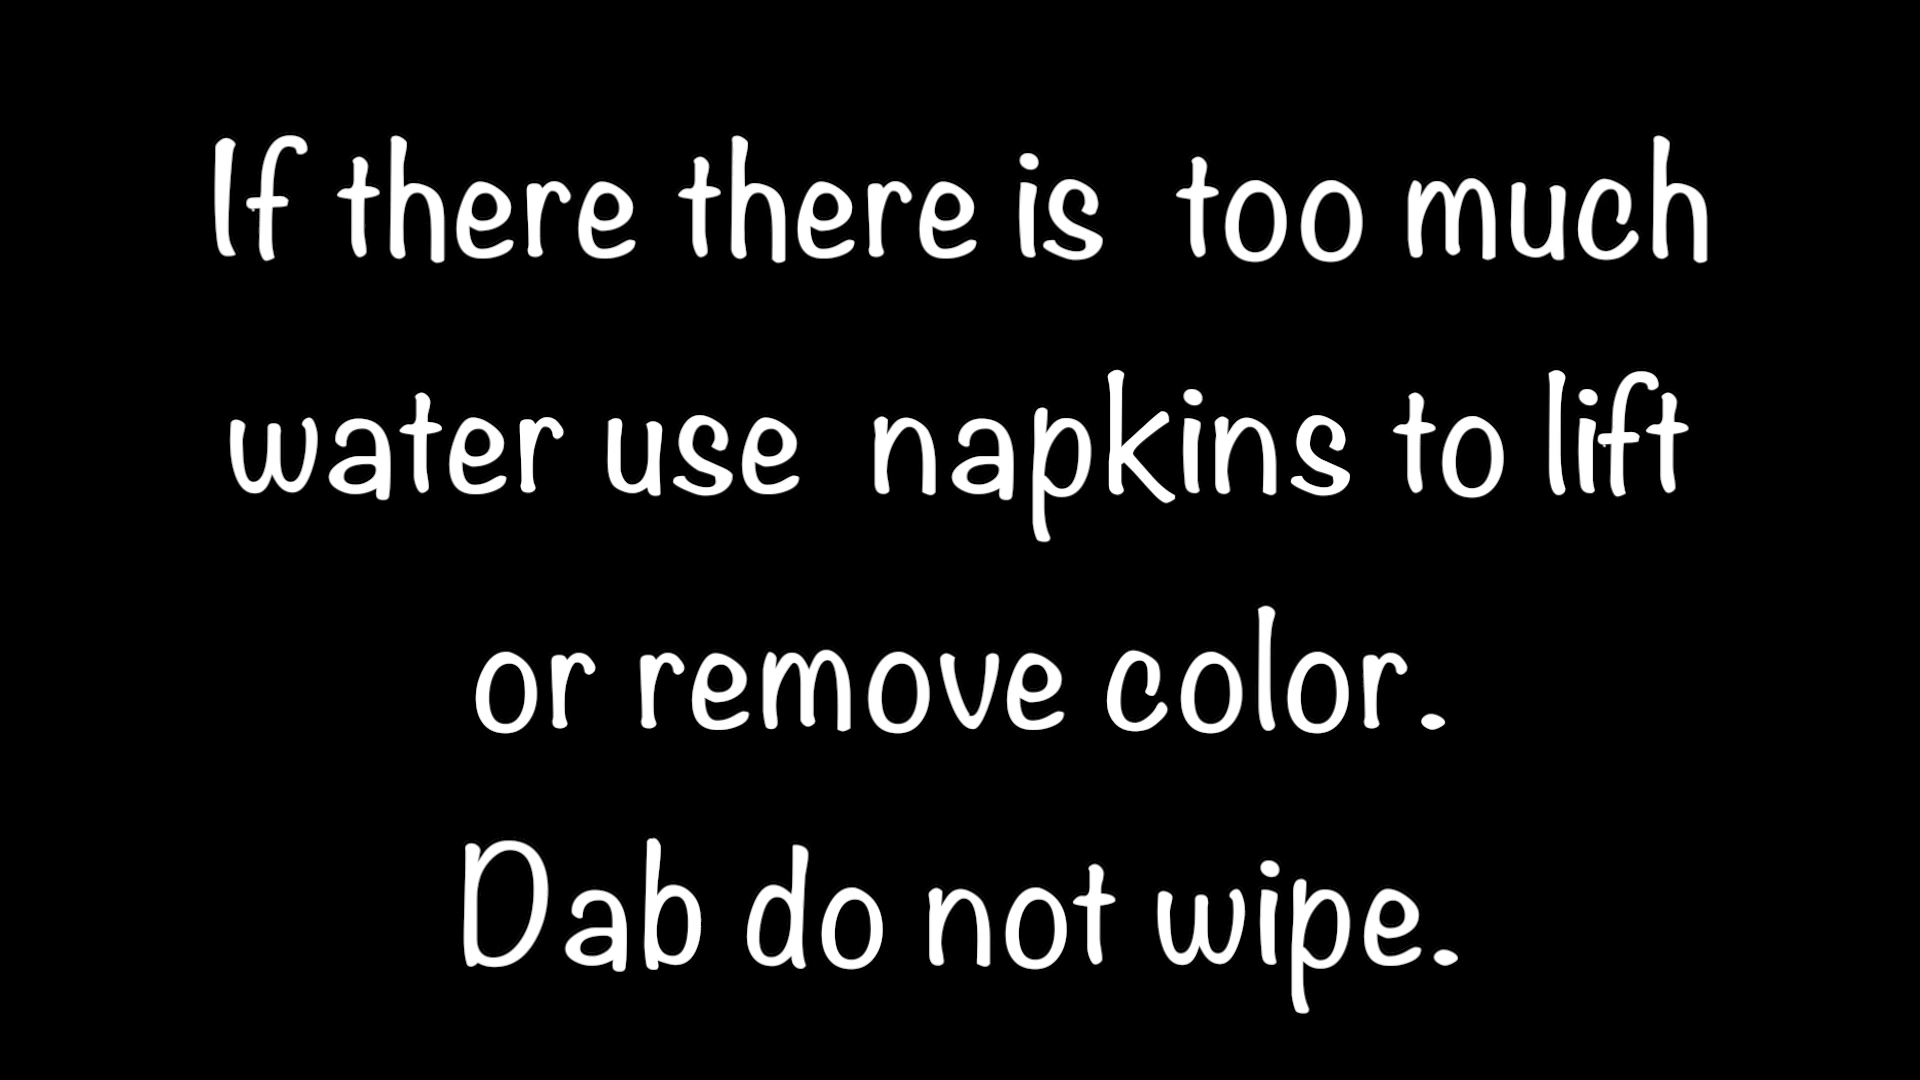 If there there is  too much
water use  napkins to lift
or remove color.
Dab do not wipe.